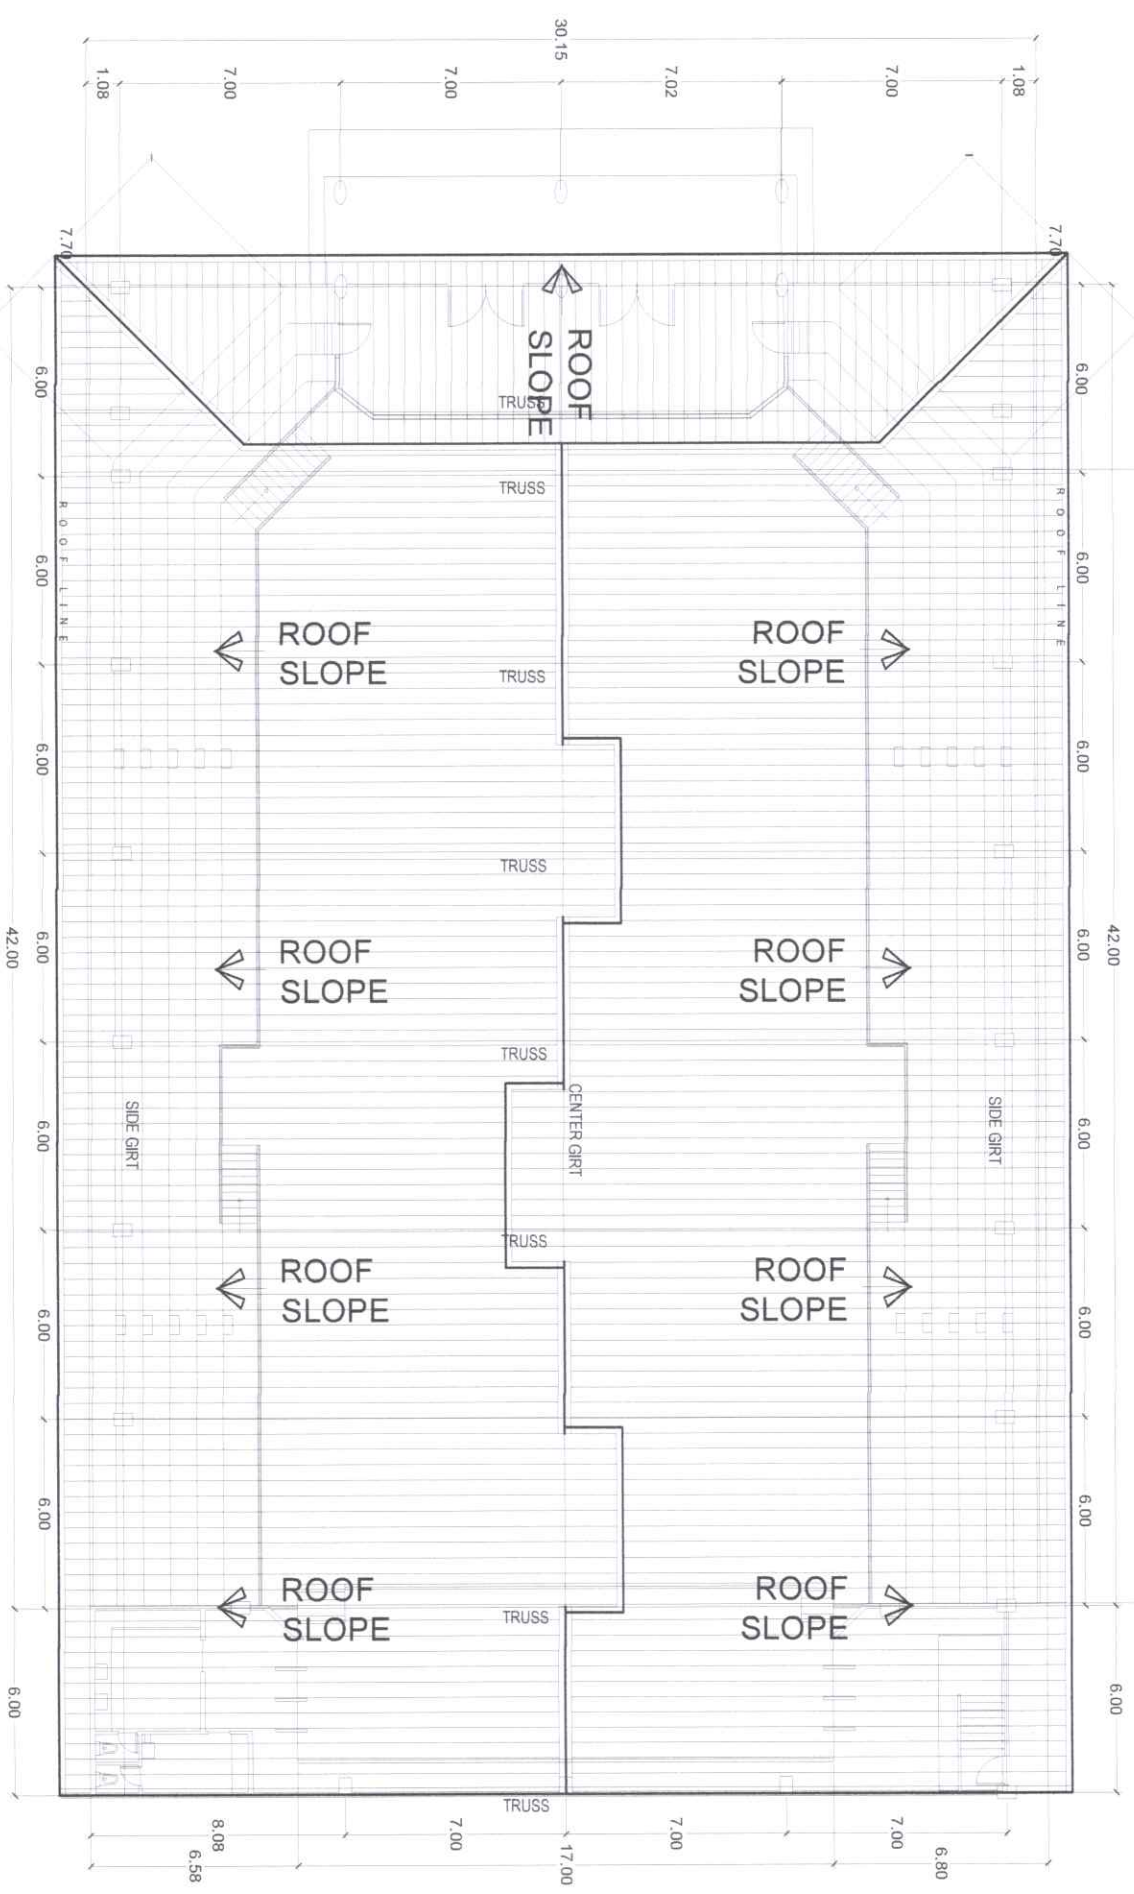 30.15
1.08
7.00
7.00
7.02
7.00
1.08
7.70
7.70
ROOF
SLOPE
TRUSS
6.00
6.00
TRUSS
ROOF LINE
ROOF LINE
6.00
6.00
ROOF
SLOPE
ROOF
SLOPE
TRUSS
6.00
6.00
TRUSS
42.00
6.00
ROOF
SLOPE
ROOF
SLOPE
6.00
42.00
TRUSS
CENTER GIRT
SIDE GIRT
SIDE GIRT
6.00
6.00
TRUSS
ROOF
SLOPE
ROOF
SLOPE
6.00
6.00
6.00
6.00
ROOF
SLOPE
ROOF
SLOPE
TRUSS
6.00
6.00
TRUSS
8.08
7.00
7.00
7.00
6.58
17.00
6.80